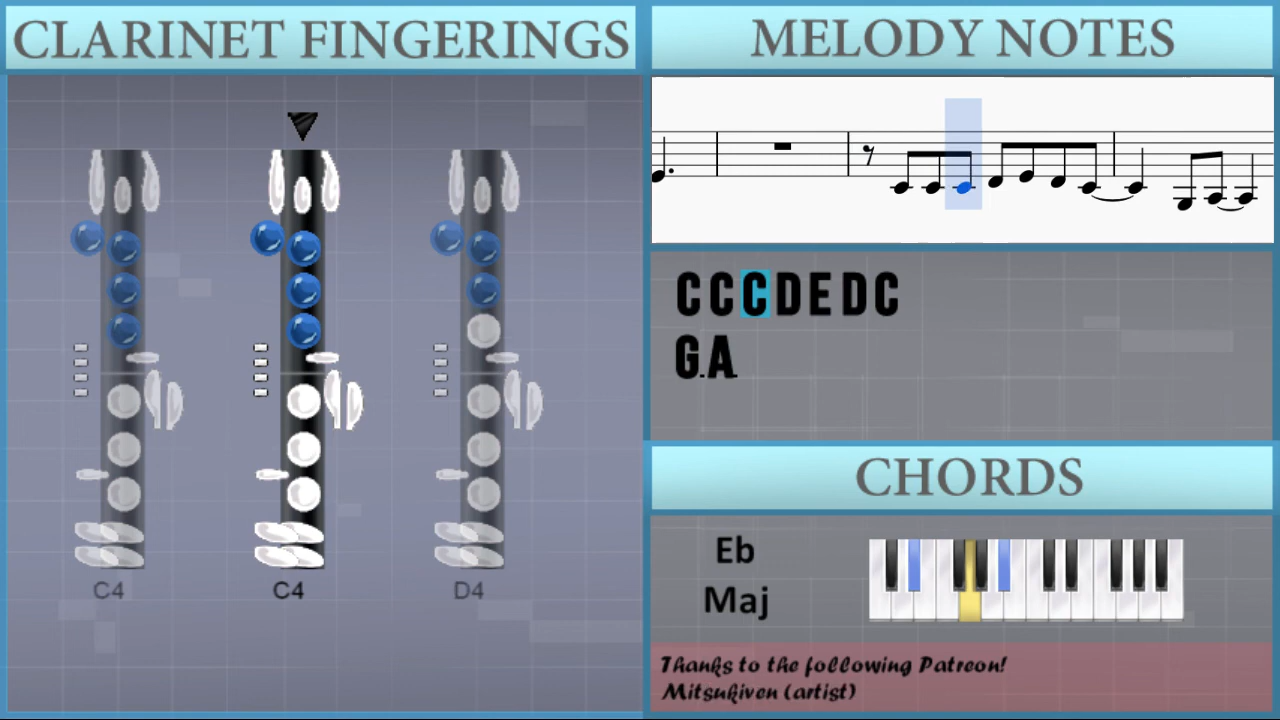 CLARINET FINGERINGS
C4
C4
D4
MELODY NOTES
C C C D E D C
G.A.
CHORDS
Eb
Maj
Thanks to the following Patreon!
Mitsukiven (artist)